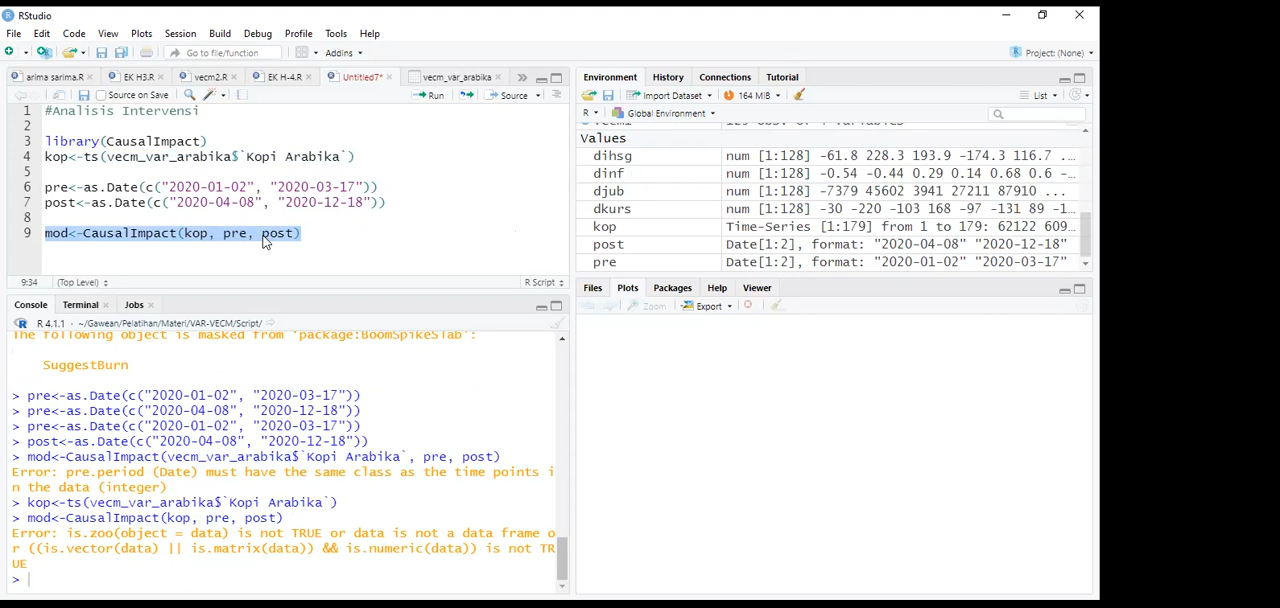 RStudio
File Edit Code View Plots Session Build Debug Profile Tools Help
Go to file/function Addins Project: (None)
arima sarima.R EK H3.R vecm2.R EK H-4.R Untitled7* vecm_var_arabika
Source on Save Run Source
1 #Analisis Intervensi
2
3 library(CausalImpact)
4 kop<-ts(vecm_var_arabika$`Kopi Arabika`)
5
6 pre<-as.Date(c("2020-01-02", "2020-03-17"))
7 post<-as.Date(c("2020-04-08", "2020-12-18"))
8
9 mod<-CausalImpact(kop, pre, post)
9:34 (Top Level) R Script
Console Terminal Jobs
R 4.1.1 · ~/Gawean/Pelatihan/Materi/VAR-VECM/Script/
The following object is masked from 'package:BoomSpikeSlab':
SuggestBurn
> pre<-as.Date(c("2020-01-02", "2020-03-17"))
> pre<-as.Date(c("2020-04-08", "2020-12-18"))
> pre<-as.Date(c("2020-01-02", "2020-03-17"))
> post<-as.Date(c("2020-04-08", "2020-12-18"))
> mod<-CausalImpact(vecm_var_arabika$`Kopi Arabika`, pre, post)
Error: pre.period (Date) must have the same class as the time points i
n the data (integer)
> kop<-ts(vecm_var_arabika$`Kopi Arabika`)
> mod<-CausalImpact(kop, pre, post)
Error: is.zoo(object = data) is not TRUE or data is not a data frame o
r ((is.vector(data) || is.matrix(data)) && is.numeric(data)) is not TR
UE
>
Environment History Connections Tutorial
Import Dataset 164 MiB List
R Global Environment
Values
dihsg num [1:128] -61.8 228.3 193.9 -174.3 116.7 ...
dinf num [1:128] -0.54 -0.44 0.29 0.14 0.68 0.6 -...
djub num [1:128] -7379 45602 3941 27211 87910 ...
dkurs num [1:128] -30 -220 -103 168 -97 -131 89 -1...
kop Time-Series [1:179] from 1 to 179: 62122 609...
post Date[1:2], format: "2020-04-08" "2020-12-18"
pre Date[1:2], format: "2020-01-02" "2020-03-17"
Files Plots Packages Help Viewer
Zoom Export